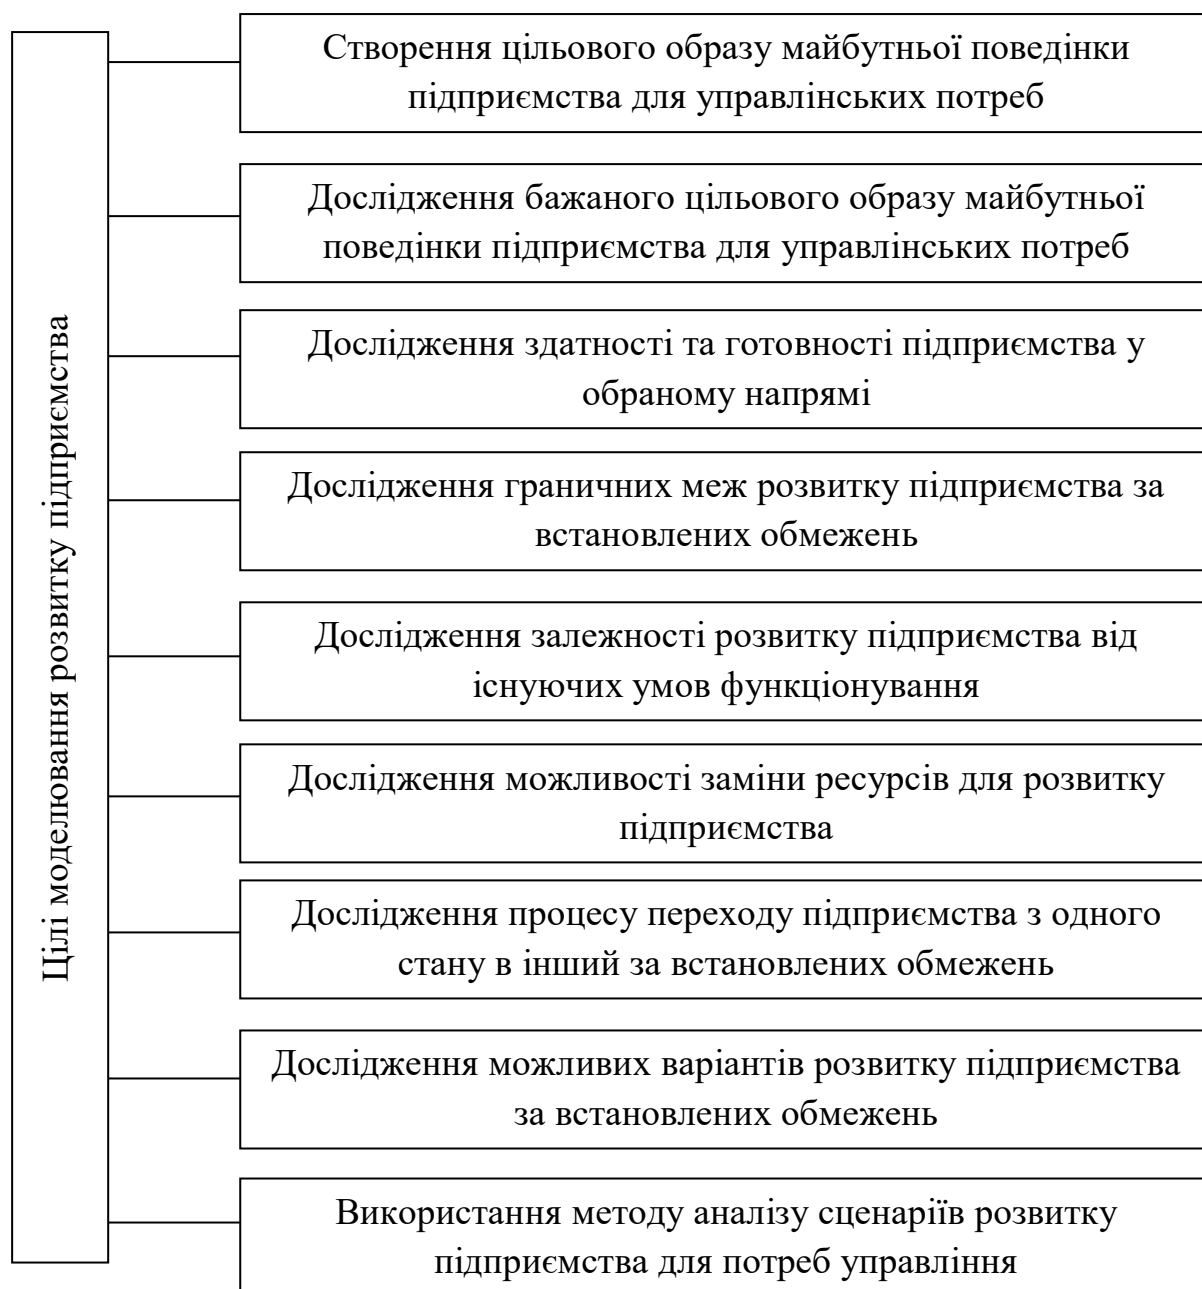 Цілі моделювання розвитку підприємства
Створення цільового образу майбутньої поведінки
підприємства для управлінських потреб
Дослідження бажаного цільового образу майбутньої
поведінки підприємства для управлінських потреб
Дослідження здатності та готовності підприємства у
обраному напрямі
Дослідження граничних меж розвитку підприємства за
встановлених обмежень
Дослідження залежності розвитку підприємства від
існуючих умов функціонування
Дослідження можливості заміни ресурсів для розвитку
підприємства
Дослідження процесу переходу підприємства з одного
стану в інший за встановлених обмежень
Дослідження можливих варіантів розвитку підприємства
за встановлених обмежень
Використання методу аналізу сценаріїв розвитку
підприємства для потреб управління